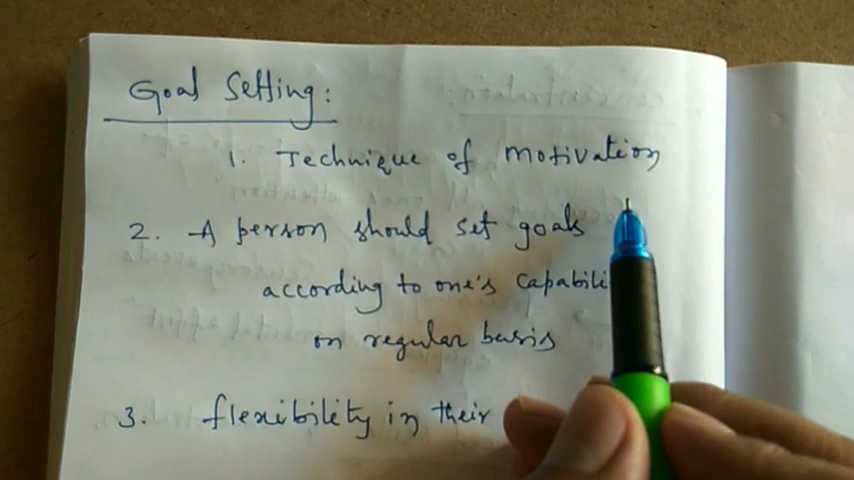 Goal Setting:
1. Technique of motivation
2. A person should set goals
according to one's capabili
on regular basis
3. flexibility in their